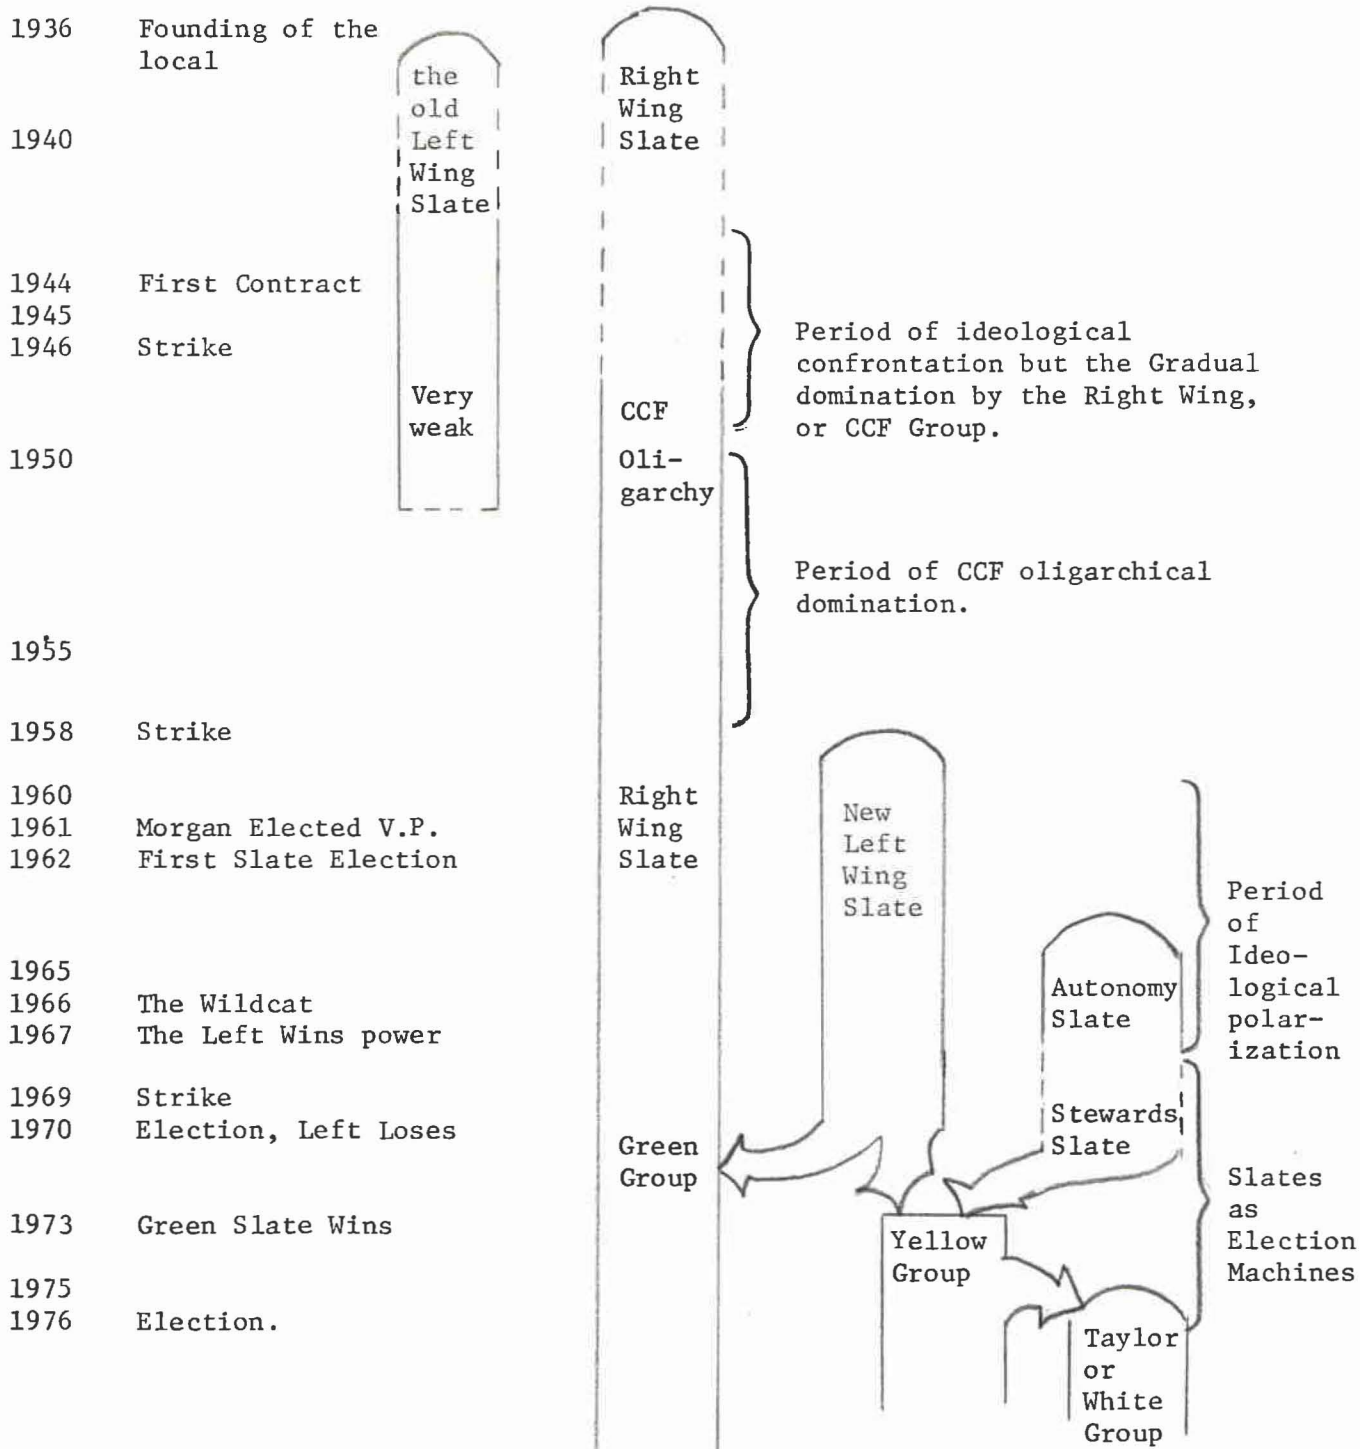 1936 Founding of the
local
the
old
Left
Wing
Slate
Right
Wing
Slate
1940
1944 First Contract
1945
1946 Strike
Period of ideological
confrontation but the Gradual
domination by the Right Wing,
or CCF Group.
Very
weak
CCF
Oli-
garchy
1950
Period of CCF oligarchical
domination.
1955
1958 Strike
1960
1961 Morgan Elected V.P.
1962 First Slate Election
Right
Wing
Slate
New
Left
Wing
Slate
Period
of
Ideo-
logical
polar-
ization
1965
1966 The Wildcat
1967 The Left Wins power
Autonomy
Slate
1969 Strike
1970 Election, Left Loses
Stewards
Slate
Green
Group
Slates
as
Election
Machines
1973 Green Slate Wins
Yellow
Group
1975
1976 Election.
Taylor
or
White
Group